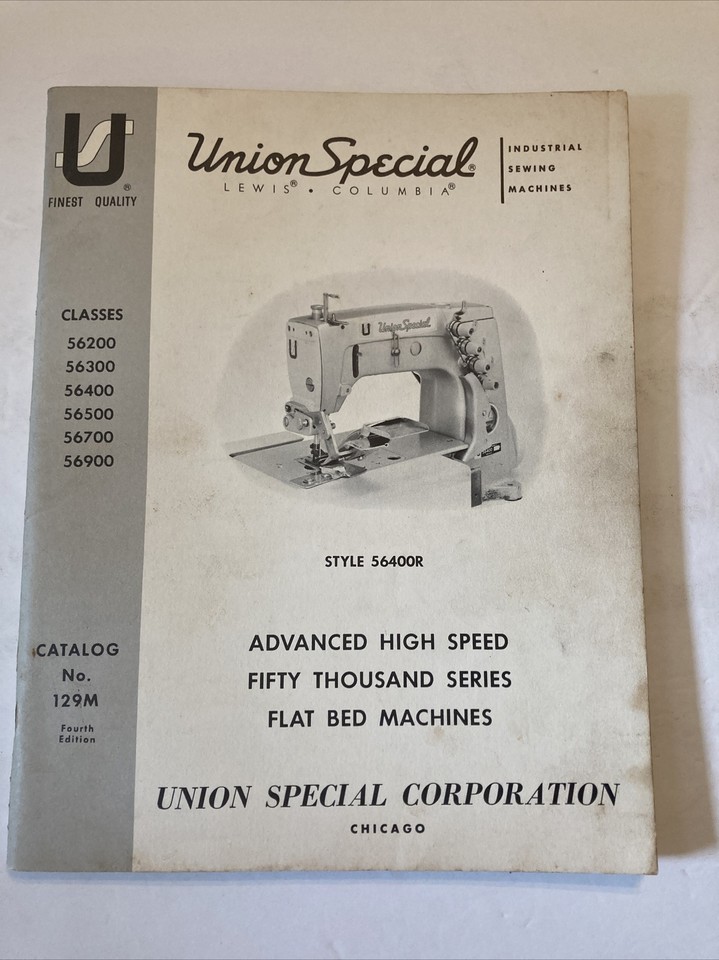 US®
FINEST QUALITY
Union Special®
LEWIS® • COLUMBIA®
INDUSTRIAL
SEWING
MACHINES
CLASSES
56200
56300
56400
56500
56700
56900
U Union Special
U
STYLE 56400R
CATALOG
No.
129M
Fourth
Edition
ADVANCED HIGH SPEED
FIFTY THOUSAND SERIES
FLAT BED MACHINES
UNION SPECIAL CORPORATION
CHICAGO